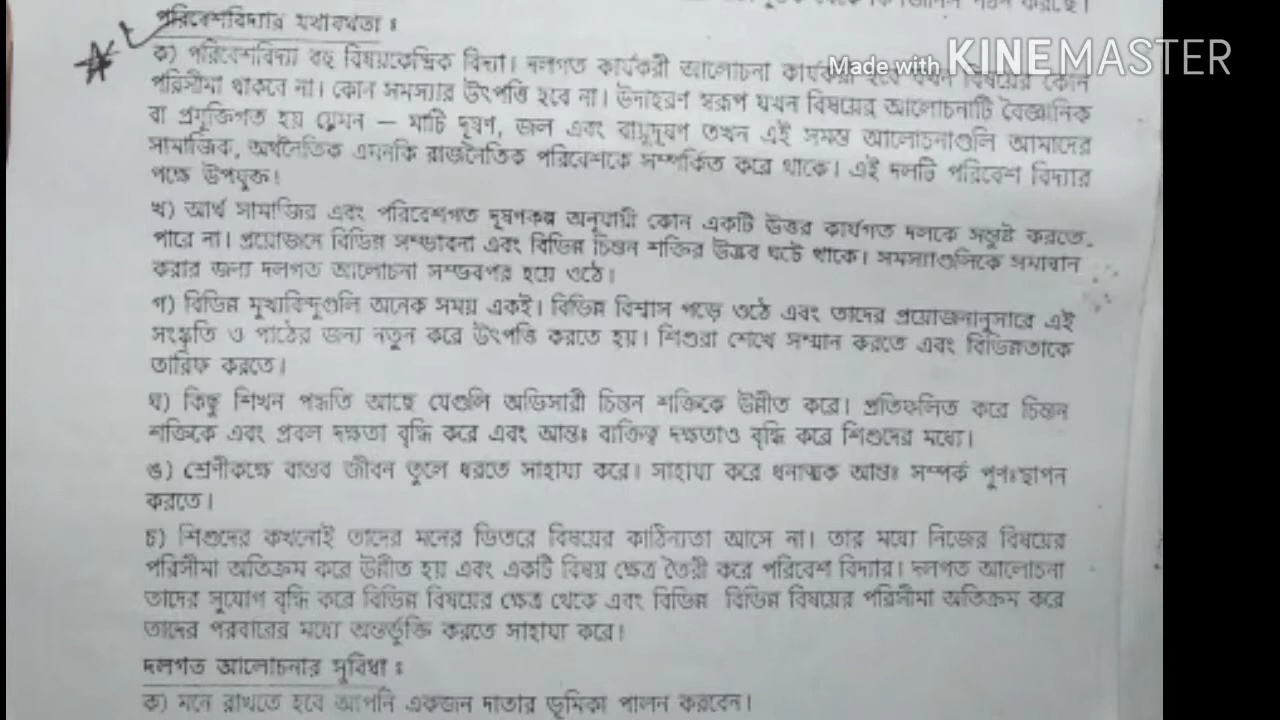 জিনিস গঠন করছে।
পরিবেশবিদ্যার যথাযর্থতা ঃ
Made with KINEMASTER
ক) পরিবেশবিদ্যা বহু বিষয়কেন্দ্রিক বিদ্যা। দলগত কার্যকরী আলোচনা কার্যকরী হবে যখন বিষয়ের কোন
পরিসীমা থাকবে না। কোন সমস্যার উৎপত্তি হবে না। উদাহরণ স্বরূপ যখন বিষয়ের আলোচনাটি বৈজ্ঞানিক
বা প্রযুক্তিগত হয় যেমন – মাটি দূষণ, জল এবং বায়ুদূষণ তখন এই সমস্ত আলোচনাগুলি আমাদের
সামাজিক, অর্থনৈতিক এমনকি রাজনৈতিক পরিবেশকে সম্পর্কিত করে থাকে। এই দলটি পরিবেশ বিদ্যার
পক্ষে উপযুক্ত।
খ) আর্থ সামাজির এবং পরিবেশগত দূষণকল্প অনুযায়ী কোন একটি উত্তর কার্যগত দলকে সন্তুষ্ট করতে
পারে না। প্রয়োজনে বিভিন্ন সম্ভাবনা এবং বিভিন্ন চিন্তন শক্তির উদ্ভব ঘটে থাকে। সমস্যাগুলিকে সমাধান
করার জন্য দলগত আলোচনা সম্ভবপর হয়ে ওঠে।
গ) বিভিন্ন মুখ্যবিন্দুগুলি অনেক সময় একই। বিভিন্ন বিশ্বাস গড়ে ওঠে এবং তাদের প্রয়োজনানুসারে এই
সংস্কৃতি ও পাঠের জন্য নতুন করে উৎপত্তি করতে হয়। শিশুরা শেখে সম্মান করতে এবং বিভিন্নতাকে
তারিফ করতে।
ঘ) কিছু শিখন পদ্ধতি আছে যেগুলি অভিসারী চিন্তন শক্তিকে উন্নীত করে। প্রতিফলিত করে চিন্তন
শক্তিকে এবং প্রবল দক্ষতা বৃদ্ধি করে এবং আন্তঃ ব্যক্তিত্ব দক্ষতাও বৃদ্ধি করে শিশুদের মধ্যে।
ঙ) শ্রেণীকক্ষে বাস্তব জীবন তুলে ধরতে সাহায্য করে। সাহায্য করে ধনাত্মক আন্তঃ সম্পর্ক পুনঃস্থাপন
করতে।
চ) শিশুদের কখনোই তাদের মনের ভিতরে বিষয়ের কাঠিন্যতা আসে না। তার মধ্যে নিজের বিষয়ের
পরিসীমা অতিক্রম করে উন্নীত হয় এবং একটি বিষয় ক্ষেত্র তৈরী করে পরিবেশ বিদ্যার। দলগত আলোচনা
তাদের সুযোগ বৃদ্ধি করে বিভিন্ন বিষয়ের ক্ষেত্র থেকে এবং বিভিন্ন বিভিন্ন বিষয়ের পরিসীমা অতিক্রম করে
তাদের পরবারের মধ্যে অন্তর্ভুক্তি করতে সাহায্য করে।
দলগত আলোচনার সুবিধা ঃ
ক) মনে রাখতে হবে আপনি একজন দাতার ভূমিকা পালন করবেন।